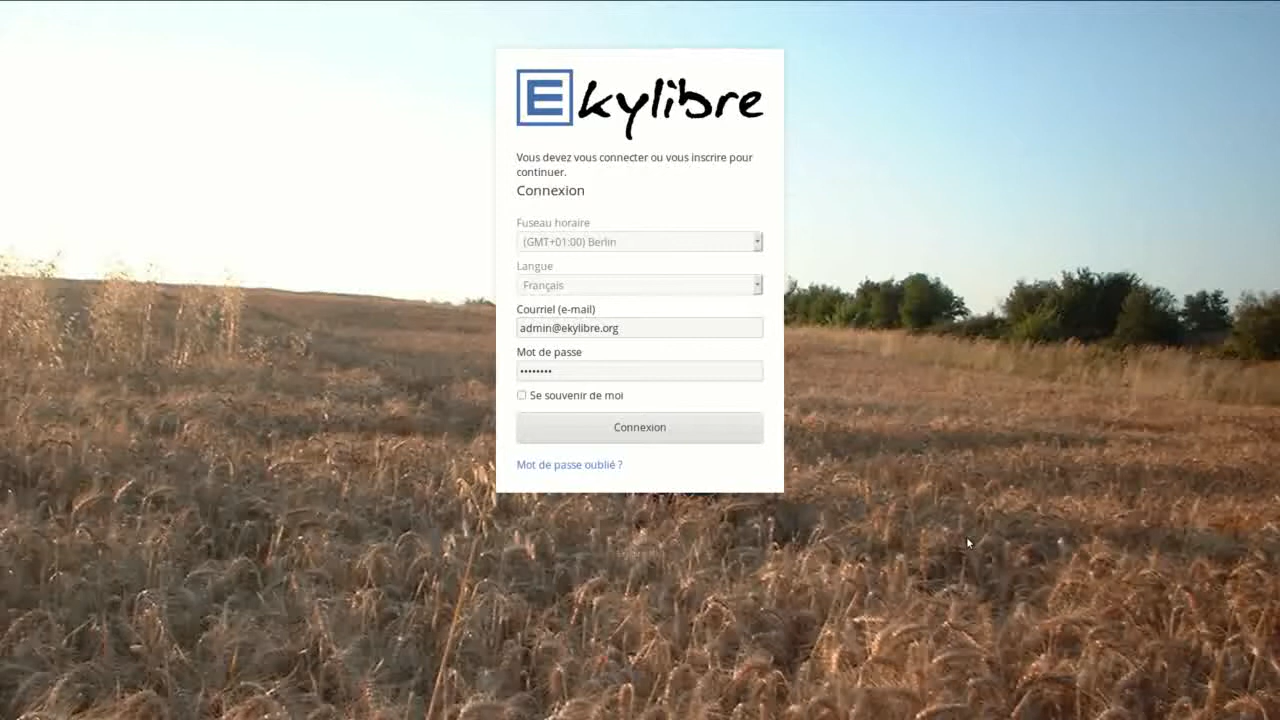 Ekylibre
Vous devez vous connecter ou vous inscrire pour
continuer.
Connexion
Fuseau horaire
(GMT+01:00) Berlin
Langue
Français
Courriel (e-mail)
admin@ekylibre.org
Mot de passe
••••••••
Se souvenir de moi
Connexion
Mot de passe oublié ?